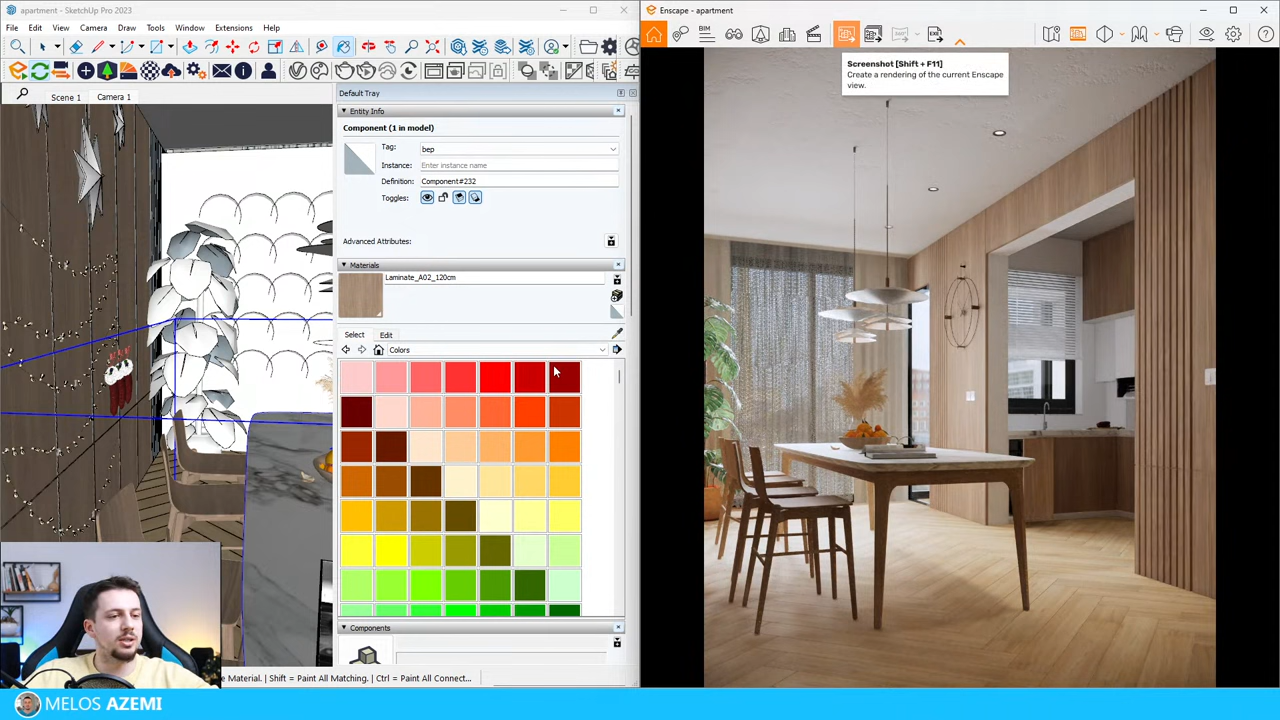 apartment - SketchUp Pro 2023
File Edit View Camera Draw Tools Window Extensions Help
Scene 1 Camera 1
Default Tray
Entity Info
Component (1 in model)
Tag: bep
Instance: Enter instance name
Definition: Component#232
Toggles:
Advanced Attributes:
Materials
Laminate_A02_120cm
Select Edit
Colors
Components
e Material. | Shift = Paint All Matching. | Ctrl = Paint All Connect...
Enscape - apartment
BIM
Screenshot [Shift + F11]
Create a rendering of the current Enscape
view.
MELOS AZEMI